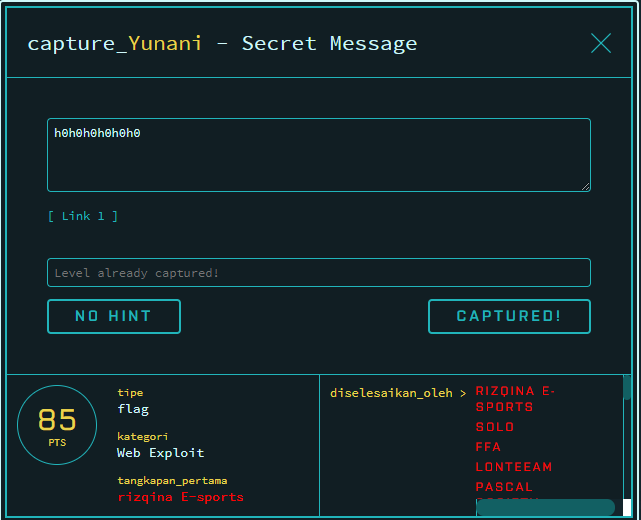 capture_Yunani - Secret Message
h0h0h0h0h0h0
[ Link 1 ]
Level already captured!
NO HINT
CAPTURED!
85
PTS
tipe
flag
kategori
Web Exploit
tangkapan_pertama
rizqina E-sports
diselesaikan_oleh >
RIZQINA E-
SPORTS
SOLO
FFA
LONTEEAM
PASCAL